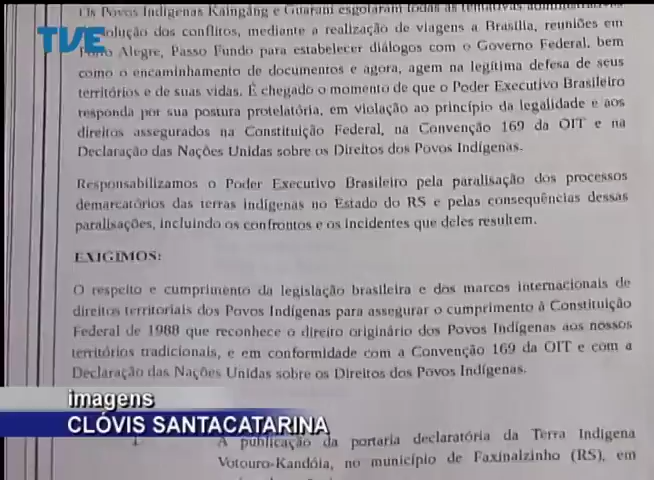 Os Povos Indígenas Kaingáng e Guarani esgotaram todas as tentativas administrativas
TVE
solução dos conflitos, mediante a realização de viagens a Brasília, reuniões em
Porto Alegre, Passo Fundo para estabelecer diálogos com o Governo Federal, bem
como o encaminhamento de documentos e agora, agem na legítima defesa de seus
territórios e de suas vidas. É chegado o momento de que o Poder Executivo Brasileiro
responda por sua postura protelatória, em violação ao princípio da legalidade e aos
direitos assegurados na Constituição Federal, na Convenção 169 da OIT e na
Declaração das Nações Unidas sobre os Direitos dos Povos Indígenas.
Responsabilizamos o Poder Executivo Brasileiro pela paralisação dos processos
demarcatórios das terras indígenas no Estado do RS e pelas consequências dessas
paralisações, incluindo os confrontos e os incidentes que deles resultem.
EXIGIMOS:
O respeito e cumprimento da legislação brasileira e dos marcos internacionais de
direitos territoriais dos Povos Indígenas para assegurar o cumprimento à Constituição
Federal de 1988 que reconhece o direito originário dos Povos Indígenas aos nossos
territórios tradicionais, e em conformidade com a Convenção 169 da OIT e com a
Declaração das Nações Unidas sobre os Direitos dos Povos Indígenas.
imagens
CLÓVIS SANTACATARINA
A publicação da portaria declaratória da Terra Indígena
Votouro-Kandóia, no município de Faxinalzinho (RS), em